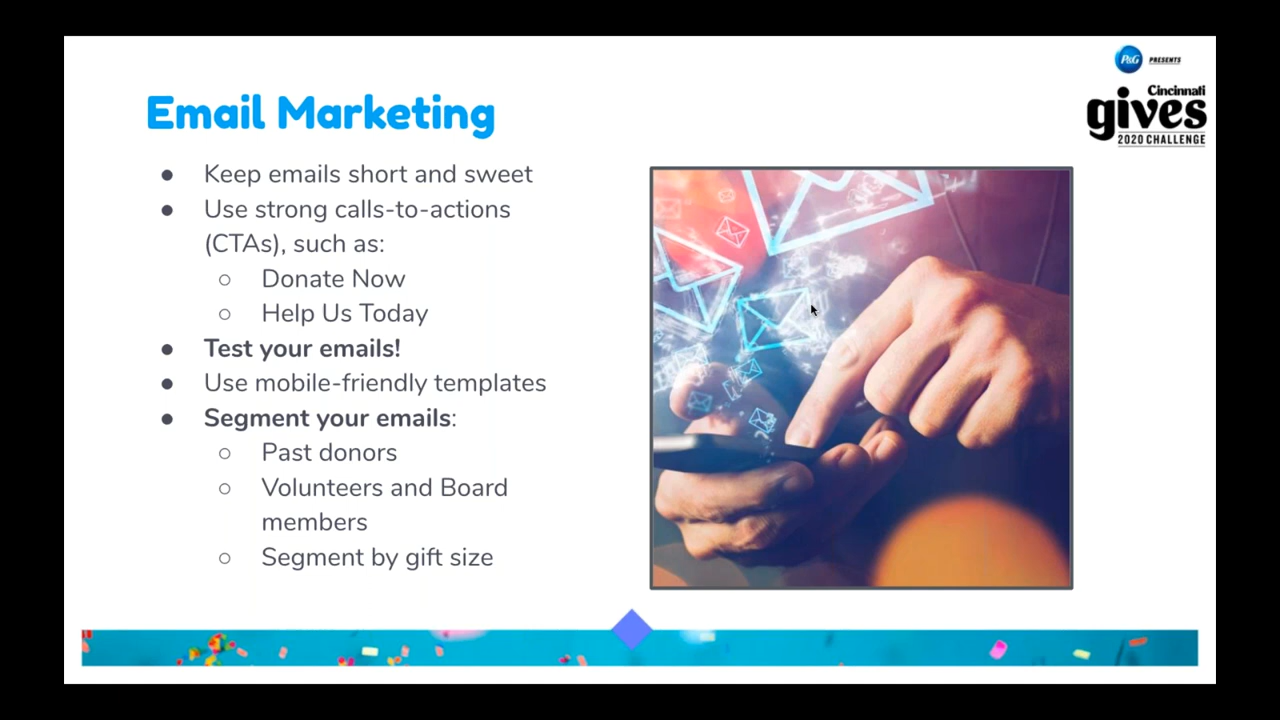 P&G PRESENTS
Cincinnati
gives
2020 CHALLENGE
Email Marketing
● Keep emails short and sweet
● Use strong calls-to-actions
(CTAs), such as:
○ Donate Now
○ Help Us Today
● Test your emails!
● Use mobile-friendly templates
● Segment your emails:
○ Past donors
○ Volunteers and Board
members
○ Segment by gift size